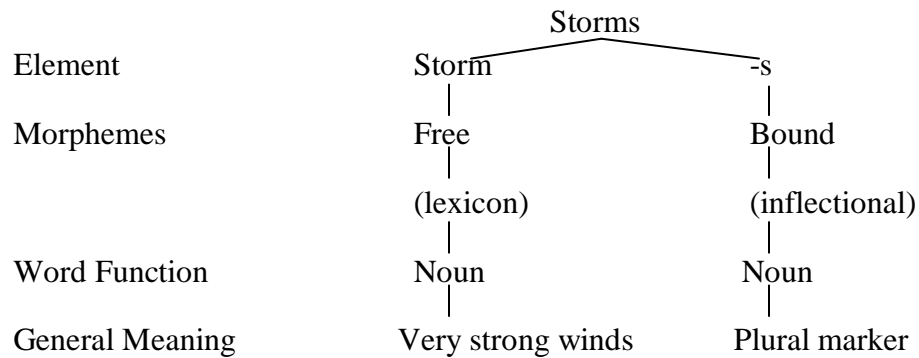 Storms
Element Storm -s
Morphemes Free Bound
(lexicon) (inflectional)
Word Function Noun Noun
General Meaning Very strong winds Plural marker